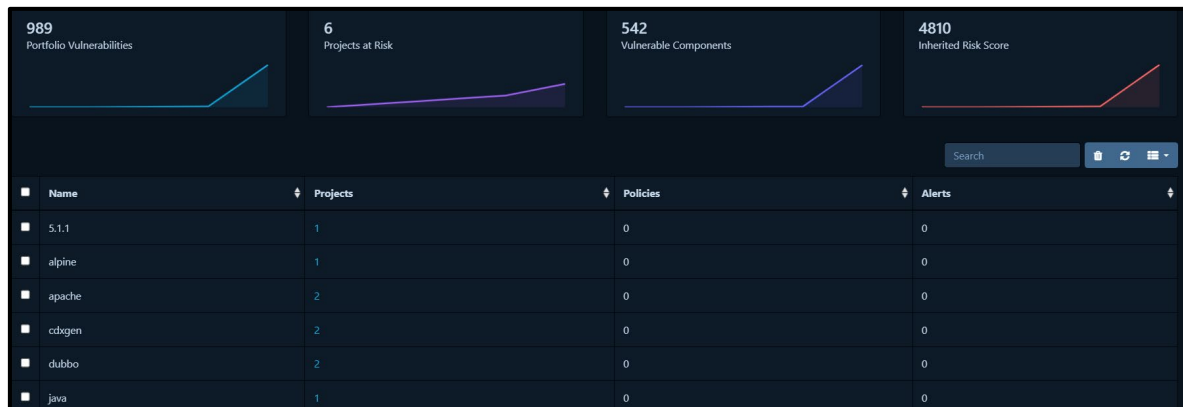 989
Portfolio Vulnerabilities
6
Projects at Risk
542
Vulnerable Components
4810
Inherited Risk Score
Search
Name Projects Policies Alerts
5.1.1 1 0 0
alpine 1 0 0
apache 2 0 0
cdxgen 2 0 0
dubbo 2 0 0
java 1 0 0